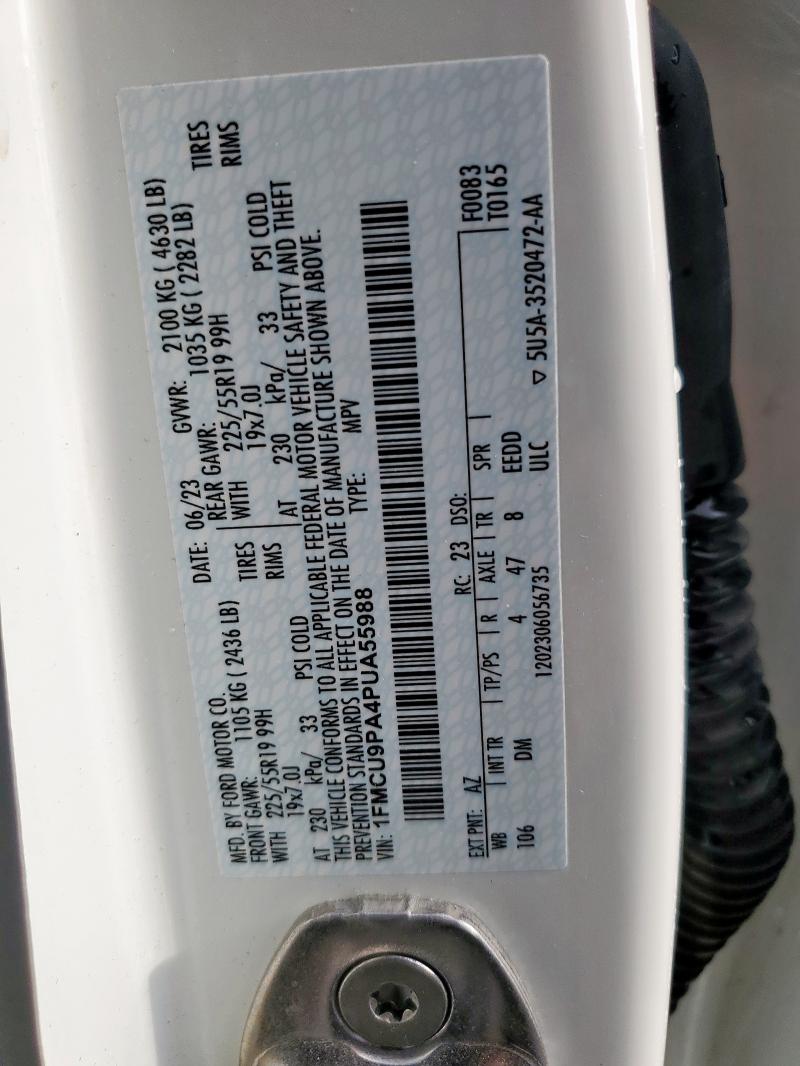 MFD. BY FORD MOTOR CO.
DATE: 06/23 GVWR: 2100 KG ( 4630 LB)
FRONT GAWR: 1105 KG ( 2436 LB) REAR GAWR: 1035 KG ( 2282 LB)
WITH 225/55R19 99H TIRES WITH 225/55R19 99H TIRES
19x7.0J RIMS 19x7.0J RIMS
AT 230 kPa/ 33 PSI COLD AT 230 kPa/ 33 PSI COLD
THIS VEHICLE CONFORMS TO ALL APPLICABLE FEDERAL MOTOR VEHICLE SAFETY AND THEFT
PREVENTION STANDARDS IN EFFECT ON THE DATE OF MANUFACTURE SHOWN ABOVE.
VIN: 1FMCU9PA4PUA55988 TYPE: MPV
EXT PNT: AZ RC: 23 DSO: F0083
WB INT TR TP/PS R AXLE TR SPR T0165
106 DM 4 47 8 EEDD
1202306056735 ULC ▽ 5U5A-3520472-AA